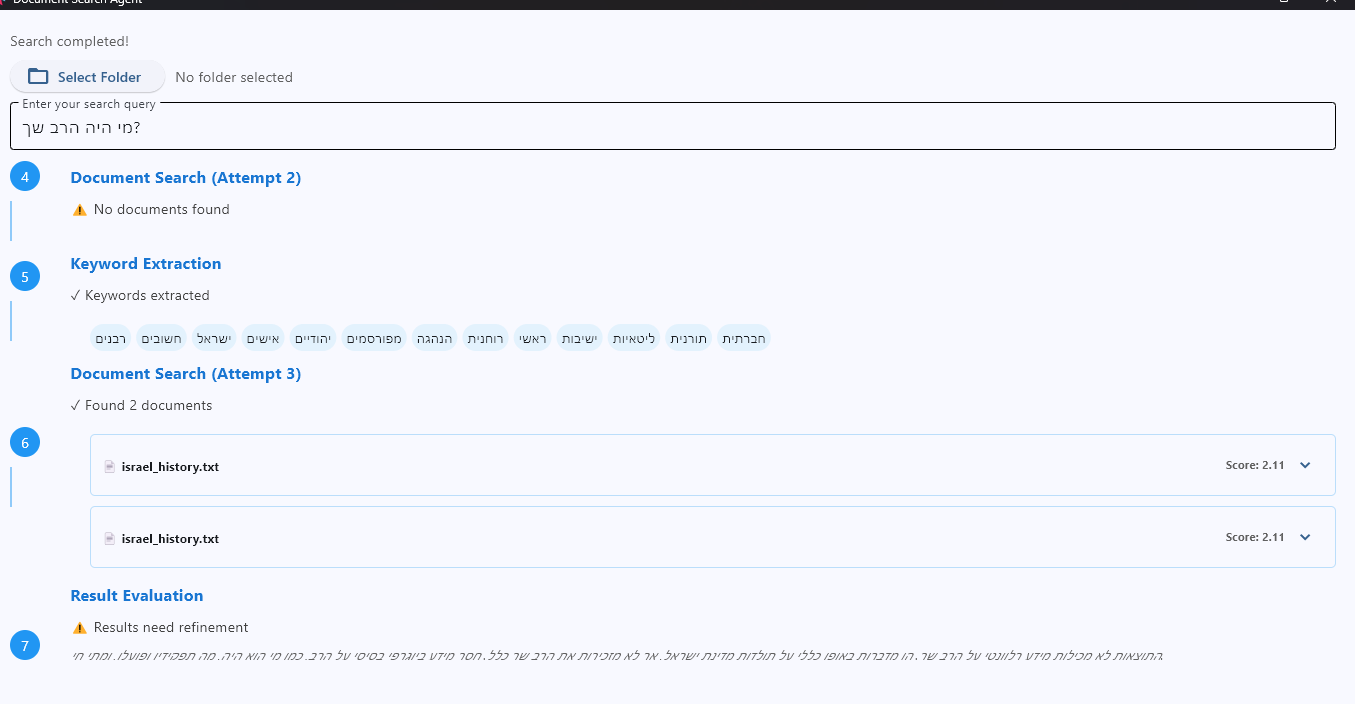 Document Search Agent
Search completed!
Select Folder No folder selected
Enter your search query
מי היה הרב שך?
4 Document Search (Attempt 2)
⚠ No documents found
5 Keyword Extraction
✓ Keywords extracted
רבנים חשובים ישראל אישים יהודיים מפורסמים הנהגה רוחנית ראשי ישיבות ליטאיות תורנית חברתית
Document Search (Attempt 3)
✓ Found 2 documents
6
israel_history.txt Score: 2.11
israel_history.txt Score: 2.11
Result Evaluation
⚠ Results need refinement
7
התוצאות לא מכילות מידע רלוונטי על הרב שך. הן מדברות באופן כללי על תולדות מדינת ישראל, אך לא מזכירות את הרב שך כלל. חסר מידע ביוגרפי בסיסי על הרב, כמו מי הוא היה, מה תפקידיו ופועלו, ומתי חי.